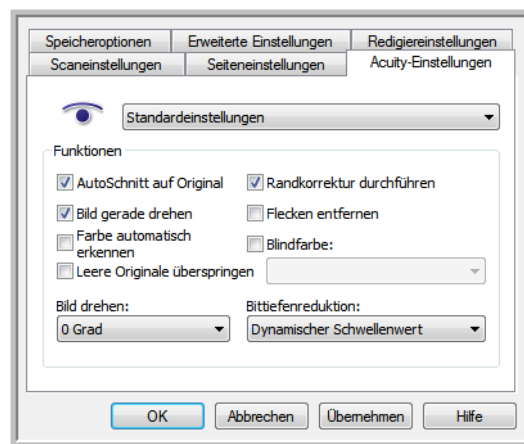 Speicheroptionen Erweiterte Einstellungen Redigiereinstellungen
Scaneinstellungen Seiteneinstellungen Acuity-Einstellungen
Standardeinstellungen
Funktionen
AutoSchnitt auf Original Randkorrektur durchführen
Bild gerade drehen Flecken entfernen
Farbe automatisch
erkennen Blindfarbe:
Leere Originale überspringen
Bild drehen: Bittiefenreduktion:
0 Grad Dynamischer Schwellenwert
OK Abbrechen Übernehmen Hilfe